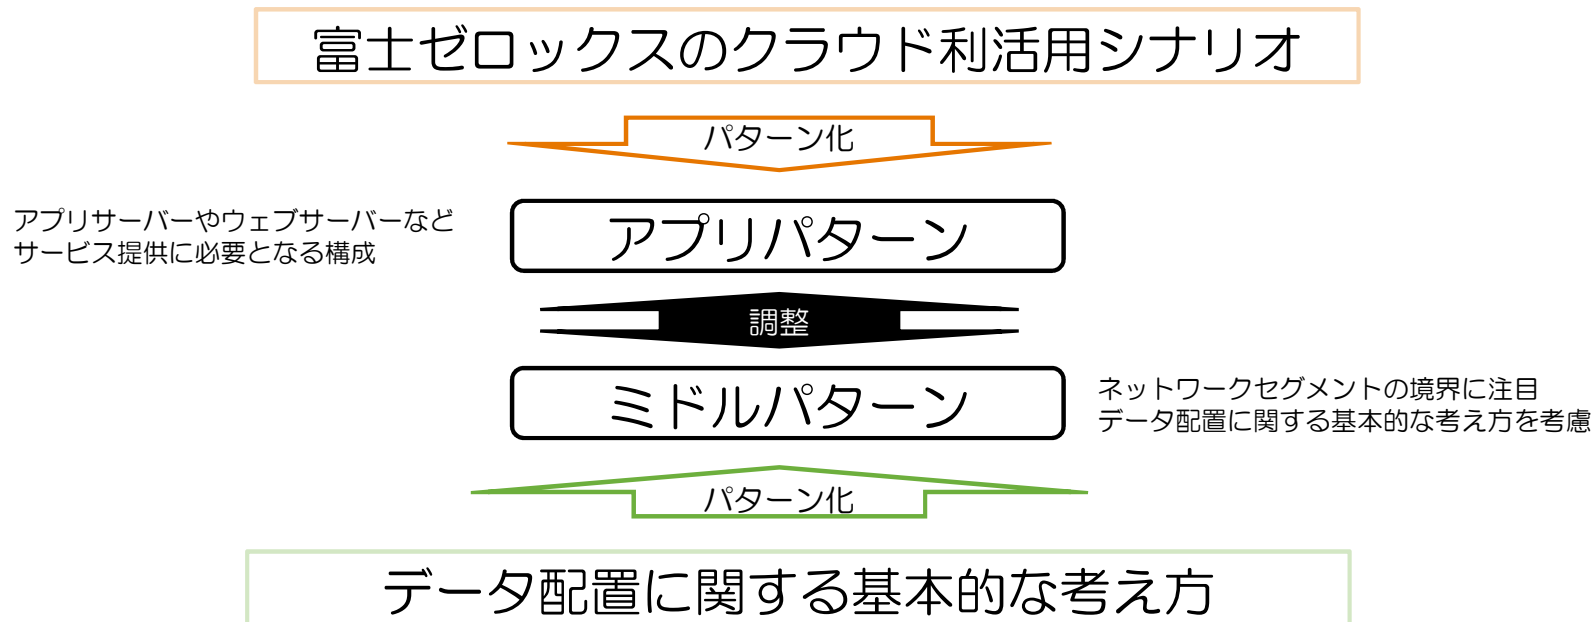 富士ゼロックスのクラウド利活用シナリオ
パターン化
アプリサーバーやウェブサーバーなど
サービス提供に必要となる構成
アプリパターン
調整
ミドルパターン
ネットワークセグメントの境界に注目
データ配置に関する基本的な考え方を考慮
パターン化
データ配置に関する基本的な考え方